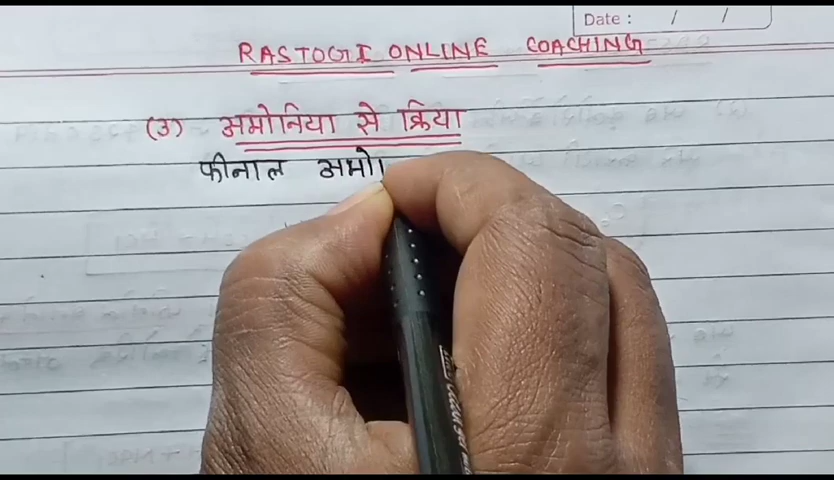 Date : / /
RASTOGI ONLINE COACHING
(3) अमोनिया से क्रिया
फीनाल अमो